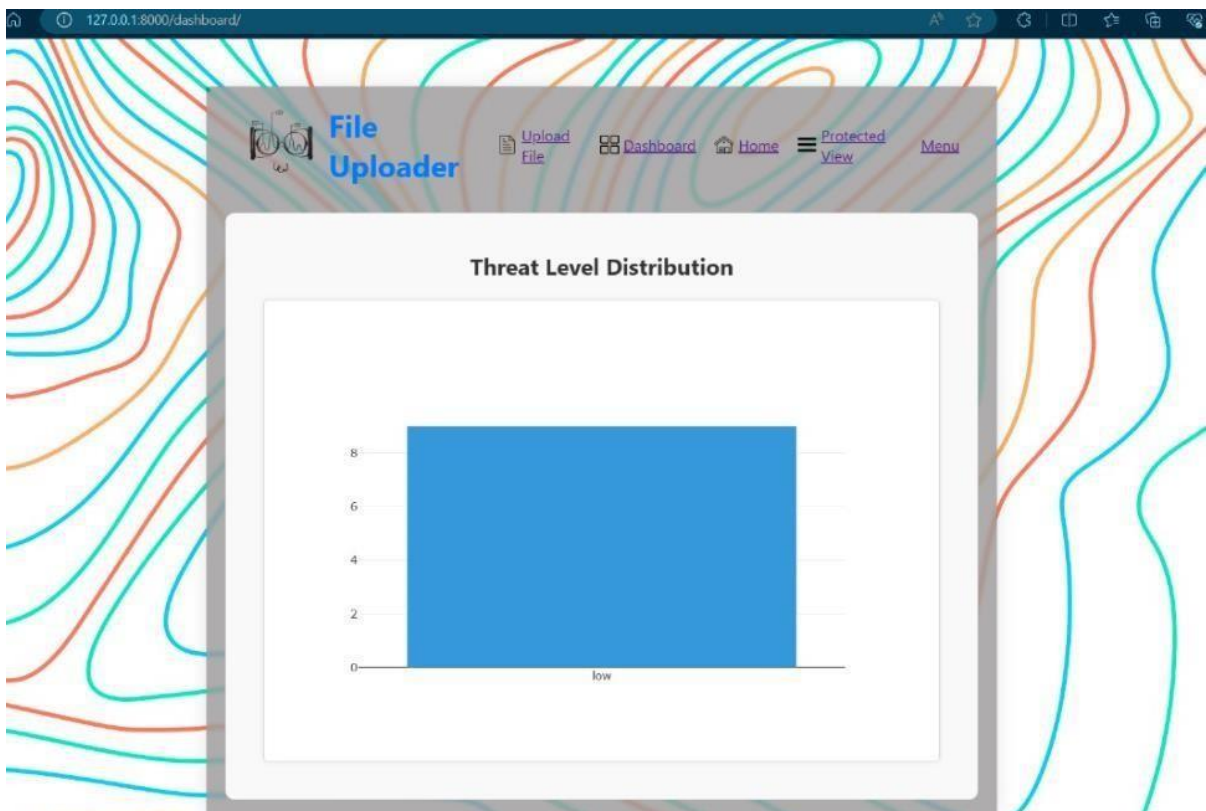 127.0.0.1:8000/dashboard/
File
Uploader
Upload
File
Dashboard
Home
Protected
View
Menu
Threat Level Distribution
8
6
4
2
0
low